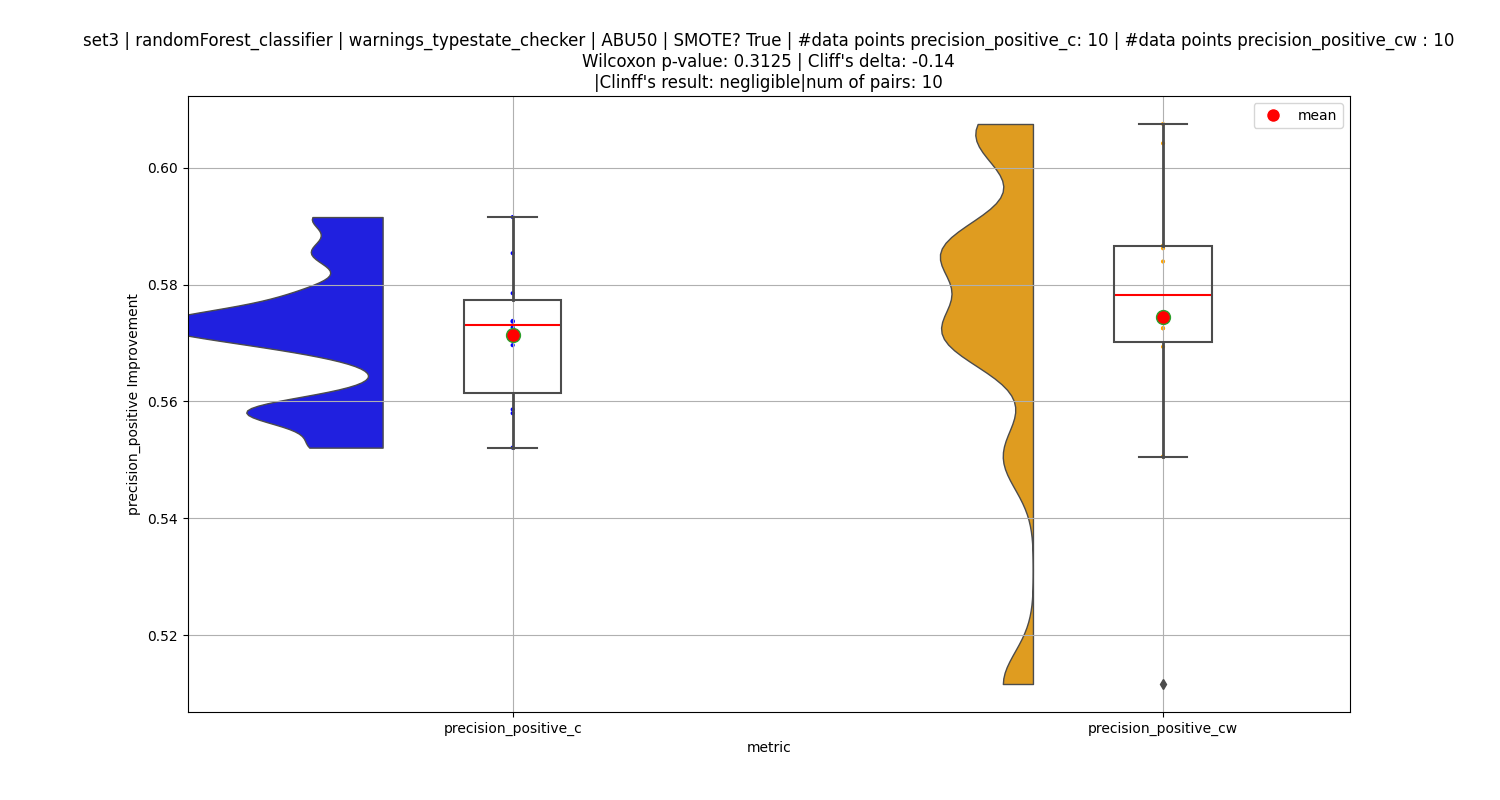 set3 | randomForest_classifier | warnings_typestate_checker | ABU50 | SMOTE? True | #data points precision_positive_c: 10 | #data points precision_positive_cw : 10
Wilcoxon p-value: 0.3125 | Cliff's delta: -0.14
|Clinff's result: negligible|num of pairs: 10
mean
0.60
0.58
0.56
0.54
0.52
precision_positive Improvement
precision_positive_c
precision_positive_cw
metric